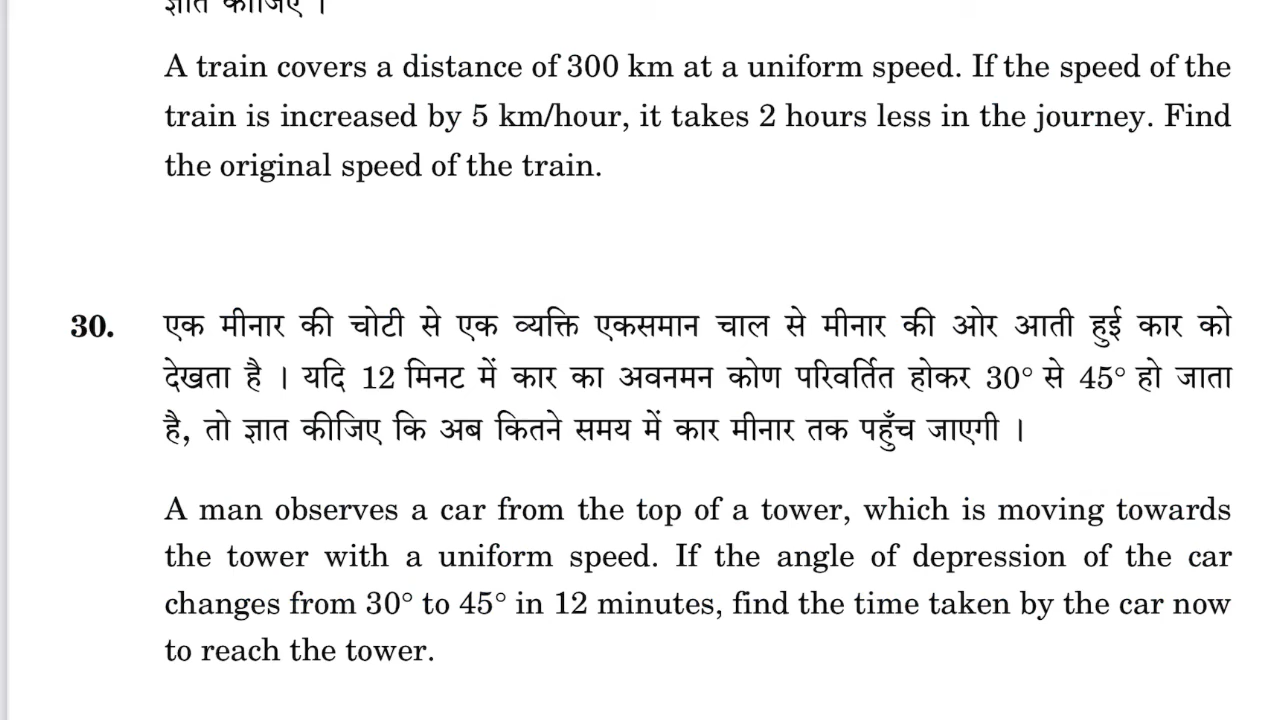 ज्ञात कीजिए ।
A train covers a distance of 300 km at a uniform speed. If the speed of the
train is increased by 5 km/hour, it takes 2 hours less in the journey. Find
the original speed of the train.
30. एक मीनार की चोटी से एक व्यक्ति एकसमान चाल से मीनार की ओर आती हुई कार को
देखता है । यदि 12 मिनट में कार का अवनमन कोण परिवर्तित होकर 30° से 45° हो जाता
है, तो ज्ञात कीजिए कि अब कितने समय में कार मीनार तक पहुँच जाएगी ।
A man observes a car from the top of a tower, which is moving towards
the tower with a uniform speed. If the angle of depression of the car
changes from 30° to 45° in 12 minutes, find the time taken by the car now
to reach the tower.